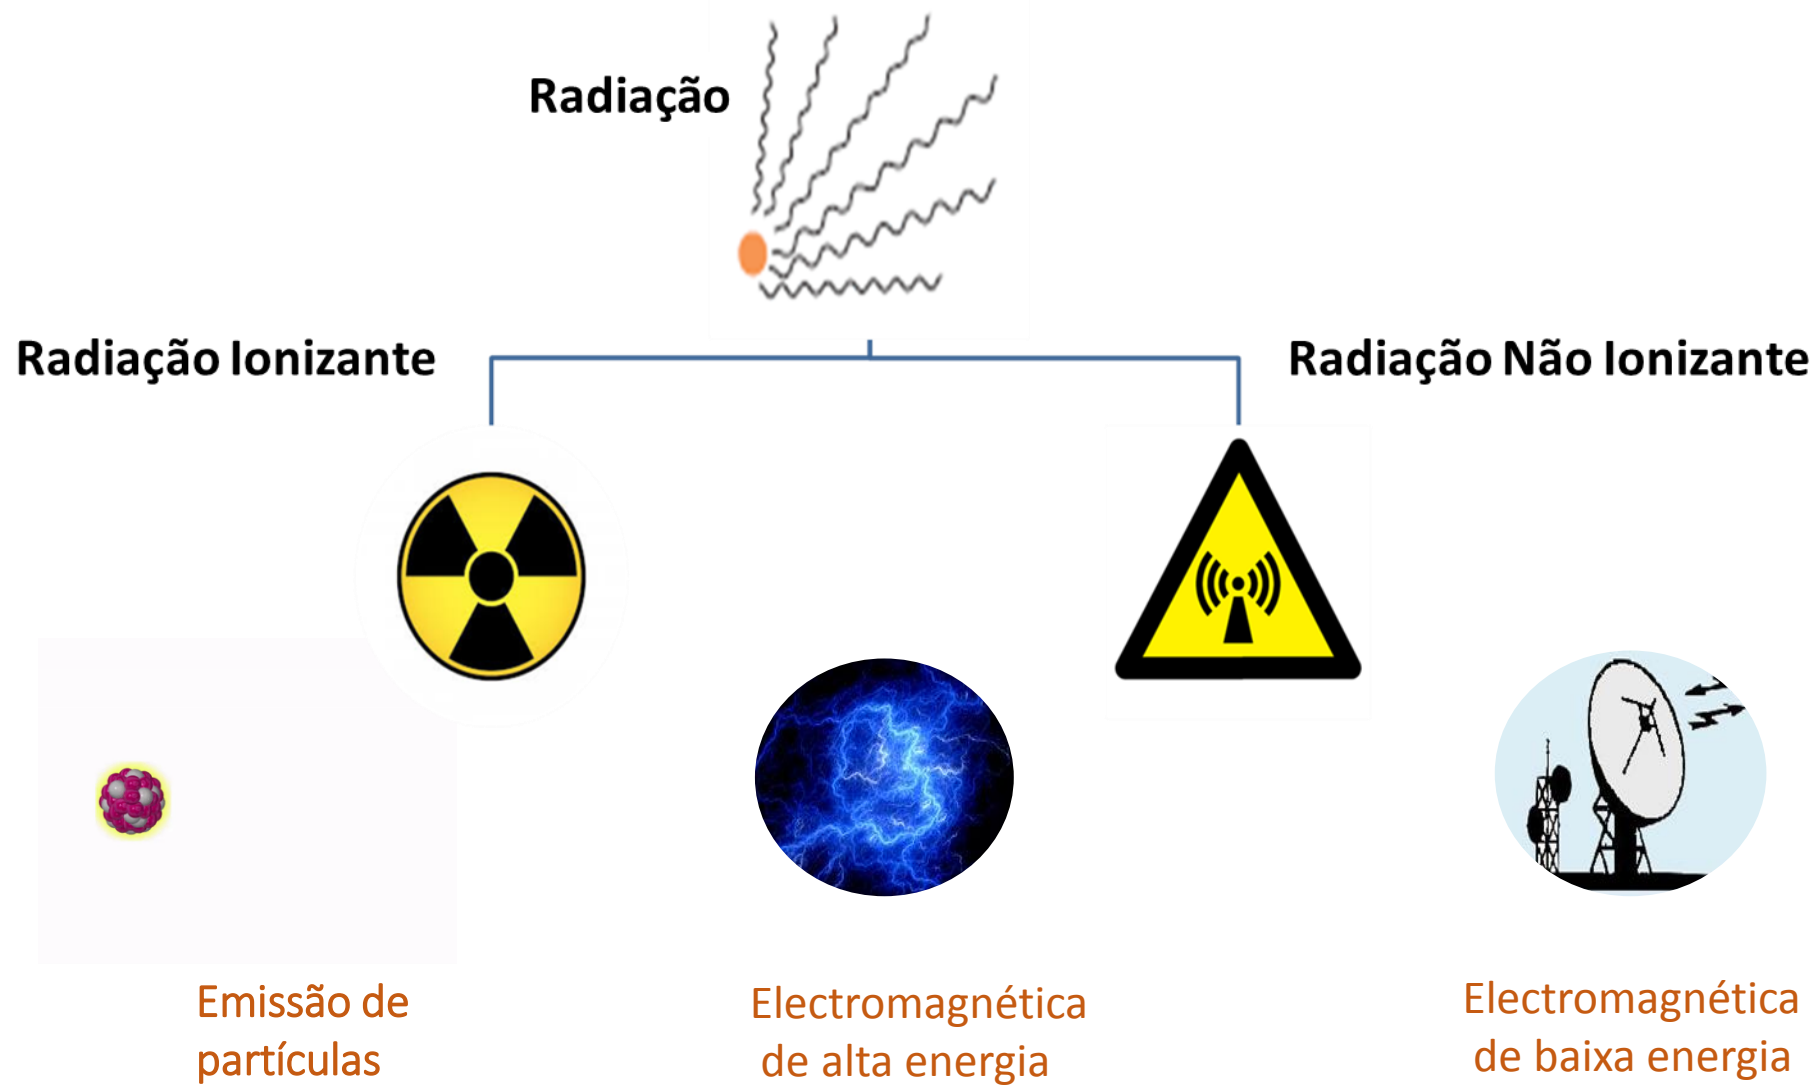 Radiação
Radiação Ionizante
Radiação Não Ionizante
Emissão de
partículas
Electromagnética
de alta energia
Electromagnética
de baixa energia